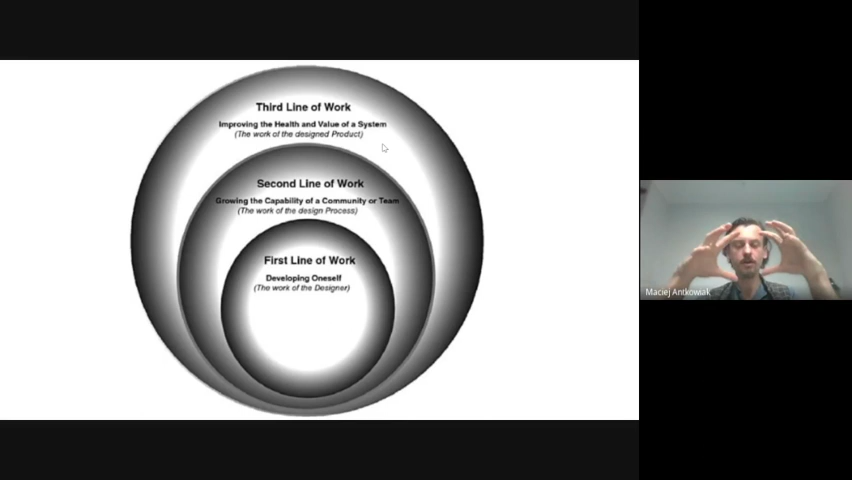 Third Line of Work
Improving the Health and Value of a System
(The work of the designed Product)
Second Line of Work
Growing the Capability of a Community or Team
(The work of the design Process)
First Line of Work
Developing Oneself
(The work of the Designer)
Maciej Antkowiak